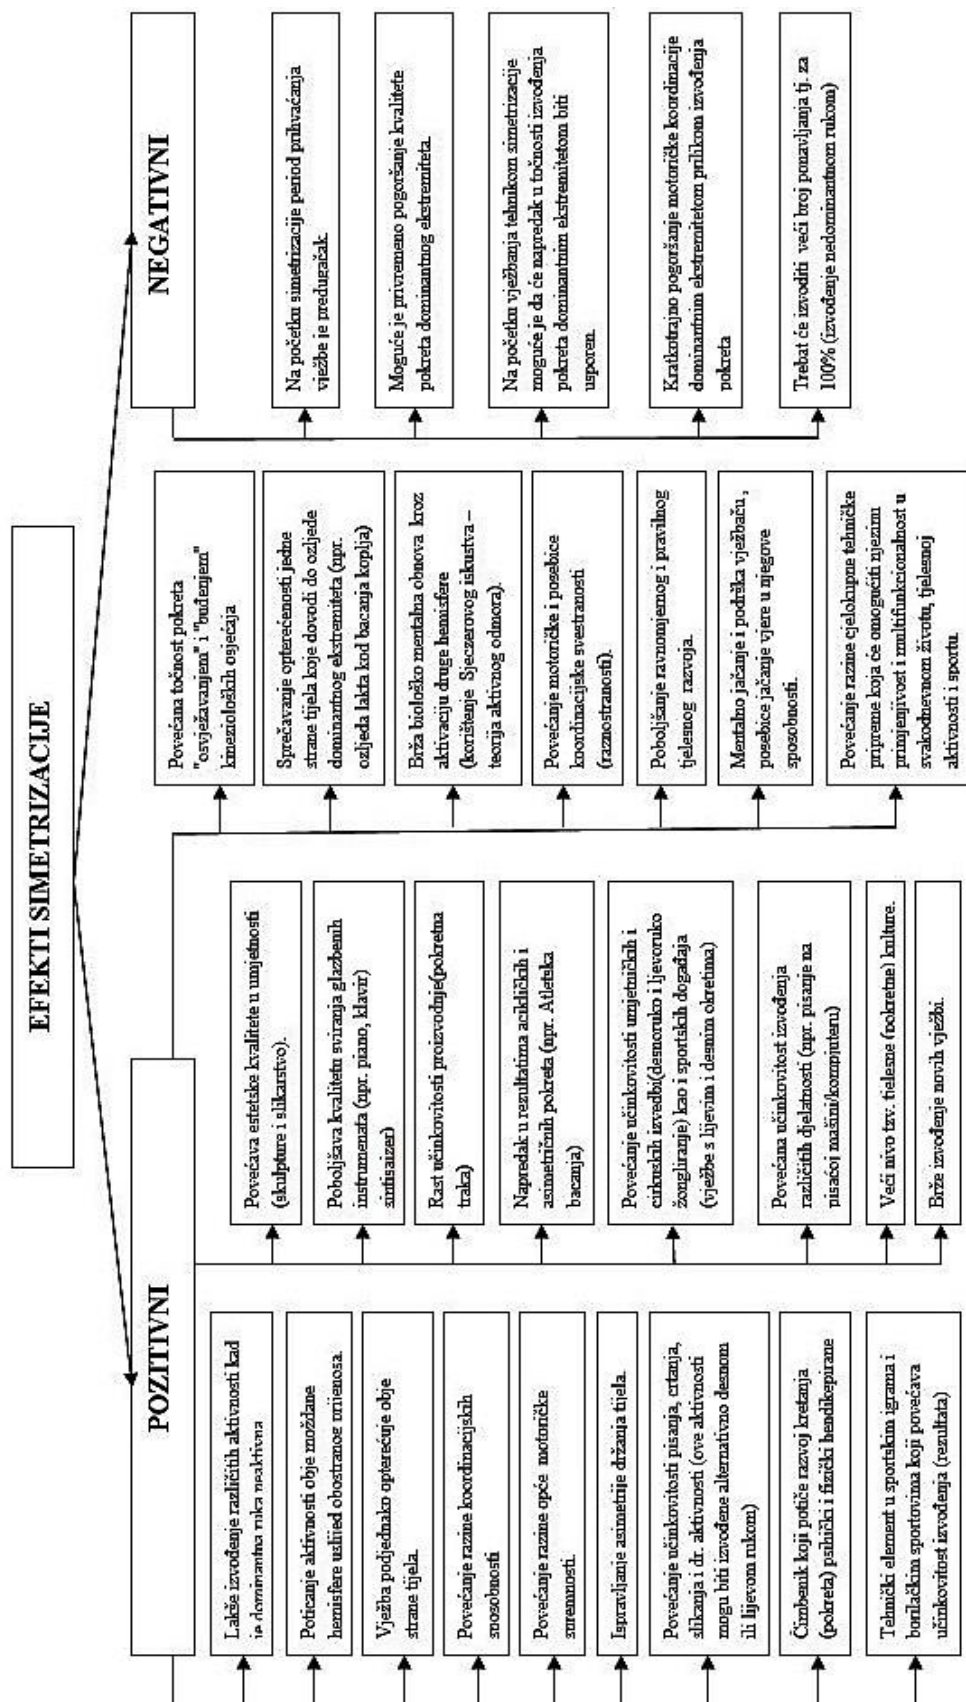 EFEKTI SIMETRIZACIJE
POZITIVNI
NEGATIVNI
Lakše izvođenje različitih aktivnosti kad
je dominantna ruka neaktivna
Poticanje aktivnosti obje moždane
hemisfere uslijed obostranog prijenosa.
Vježba podjednako opterećuje obje
strane tijela.
Povećanje razine koordinacijskih
sposobnosti
Povećanje razine opće motoričke
spremnosti.
Ispravljanje asimetrije držanja tijela.
Povećanje učinkovitosti pisanja, crtanja,
slikanja i dr. aktivnosti (ove aktivnosti
mogu biti izvođene alternativno desnom
ili lijevom rukom)
Čimbenik koji potiče razvoj kretanja
(pokreta) psihički i fizički hendikepirane
Tehnički element u sportskim igrama i
borilačkim sportovima koji povećava
učinkovitost izvođenja (rezultata)
Povećava estetske kvalitete u umjetnosti
(skulpture i slikarstvo).
Poboljšava kvalitetu sviranja glazbenih
instrumenata (npr. piano, klavir)
sintisaizer)
Rast učinkovitosti proizvodnje(pokretna
traka)
Napredak u rezultatima acikličkih i
asimetričnih pokreta (npr. Atletska
bacanja)
Povećanje učinkovitosti umjetničkih i
cirkuskih izvedbi(desnoruko i ljevoruko
žongliranje) kao i sportskih događaja
(vježbe s lijevim i desnim okretima)
Povećana učinkovitost izvođenja
različitih djelatnosti (npr. pisanje na
pisaćoj mašini/kompjuteru)
Veći nivo tzv. tjelesne (pokretne) kulture.
Brže izvođenje novih vježbi.
Povećana točnost pokreta
"osvježavanjem" i "buđenjem"
kineziološkh osjećaja
Sprečavanje opterećenosti jedne
strane tijela koje dovodi do ozljede
dominantnog ekstremiteta (npr.
ozljeda lakta kod bacanja koplja)
Brža biološko mentalna obnova kroz
aktivaciju druge hemisfere
(korištenje Sjeczerovog iskustva –
teorija aktivnog odmora).
Povećanje motoričke i posebice
koordinacijske svestranosti
(raznostranosti).
Poboljšanje ravnomjernog i pravilnog
tjelesnog razvoja.
Mentalno jačanje i podrška vježbaču ,
posebice jačanje vjere u njegove
sposobnosti.
Povećanje razine cjelokupne tehničke
pripreme koja će omogućiti njezinu
primjenjivost i multifunkcionalnost u
svakodnevnom životu, tjelesnoj
aktivnosti i sportu.
Na početku simetrizacije period prihvaćanja
vježbe je predugačak.
Moguće je privremeno pogoršanje kvalitete
pokreta dominantnog ekstremiteta.
Na početku vježbanja tehnikom simetrizacije
moguće je da će napredak u točnosti izvođenja
pokreta dominantnim ekstremitetom biti
usporen.
Kratkotrajno pogoršanje motoričke koordinacije
dominantnim ekstremitetom prilikom izvođenja
pokreta
Trebat će izvoditi veći broj ponavljanja tj. za
100% (izvođenje nedominantnom rukom)